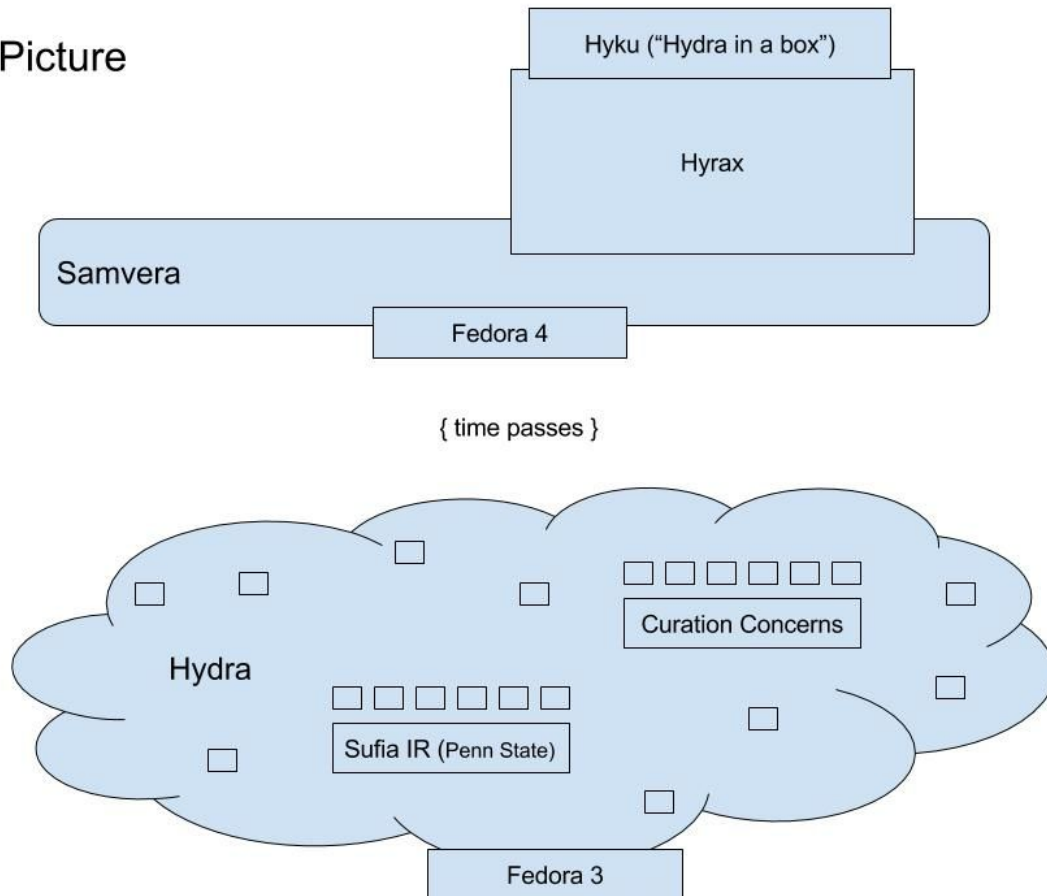 Picture
Hyku (“Hydra in a box”)
Hyrax
Samvera
Fedora 4
{ time passes }
Curation Concerns
Hydra
Sufia IR (Penn State)
Fedora 3